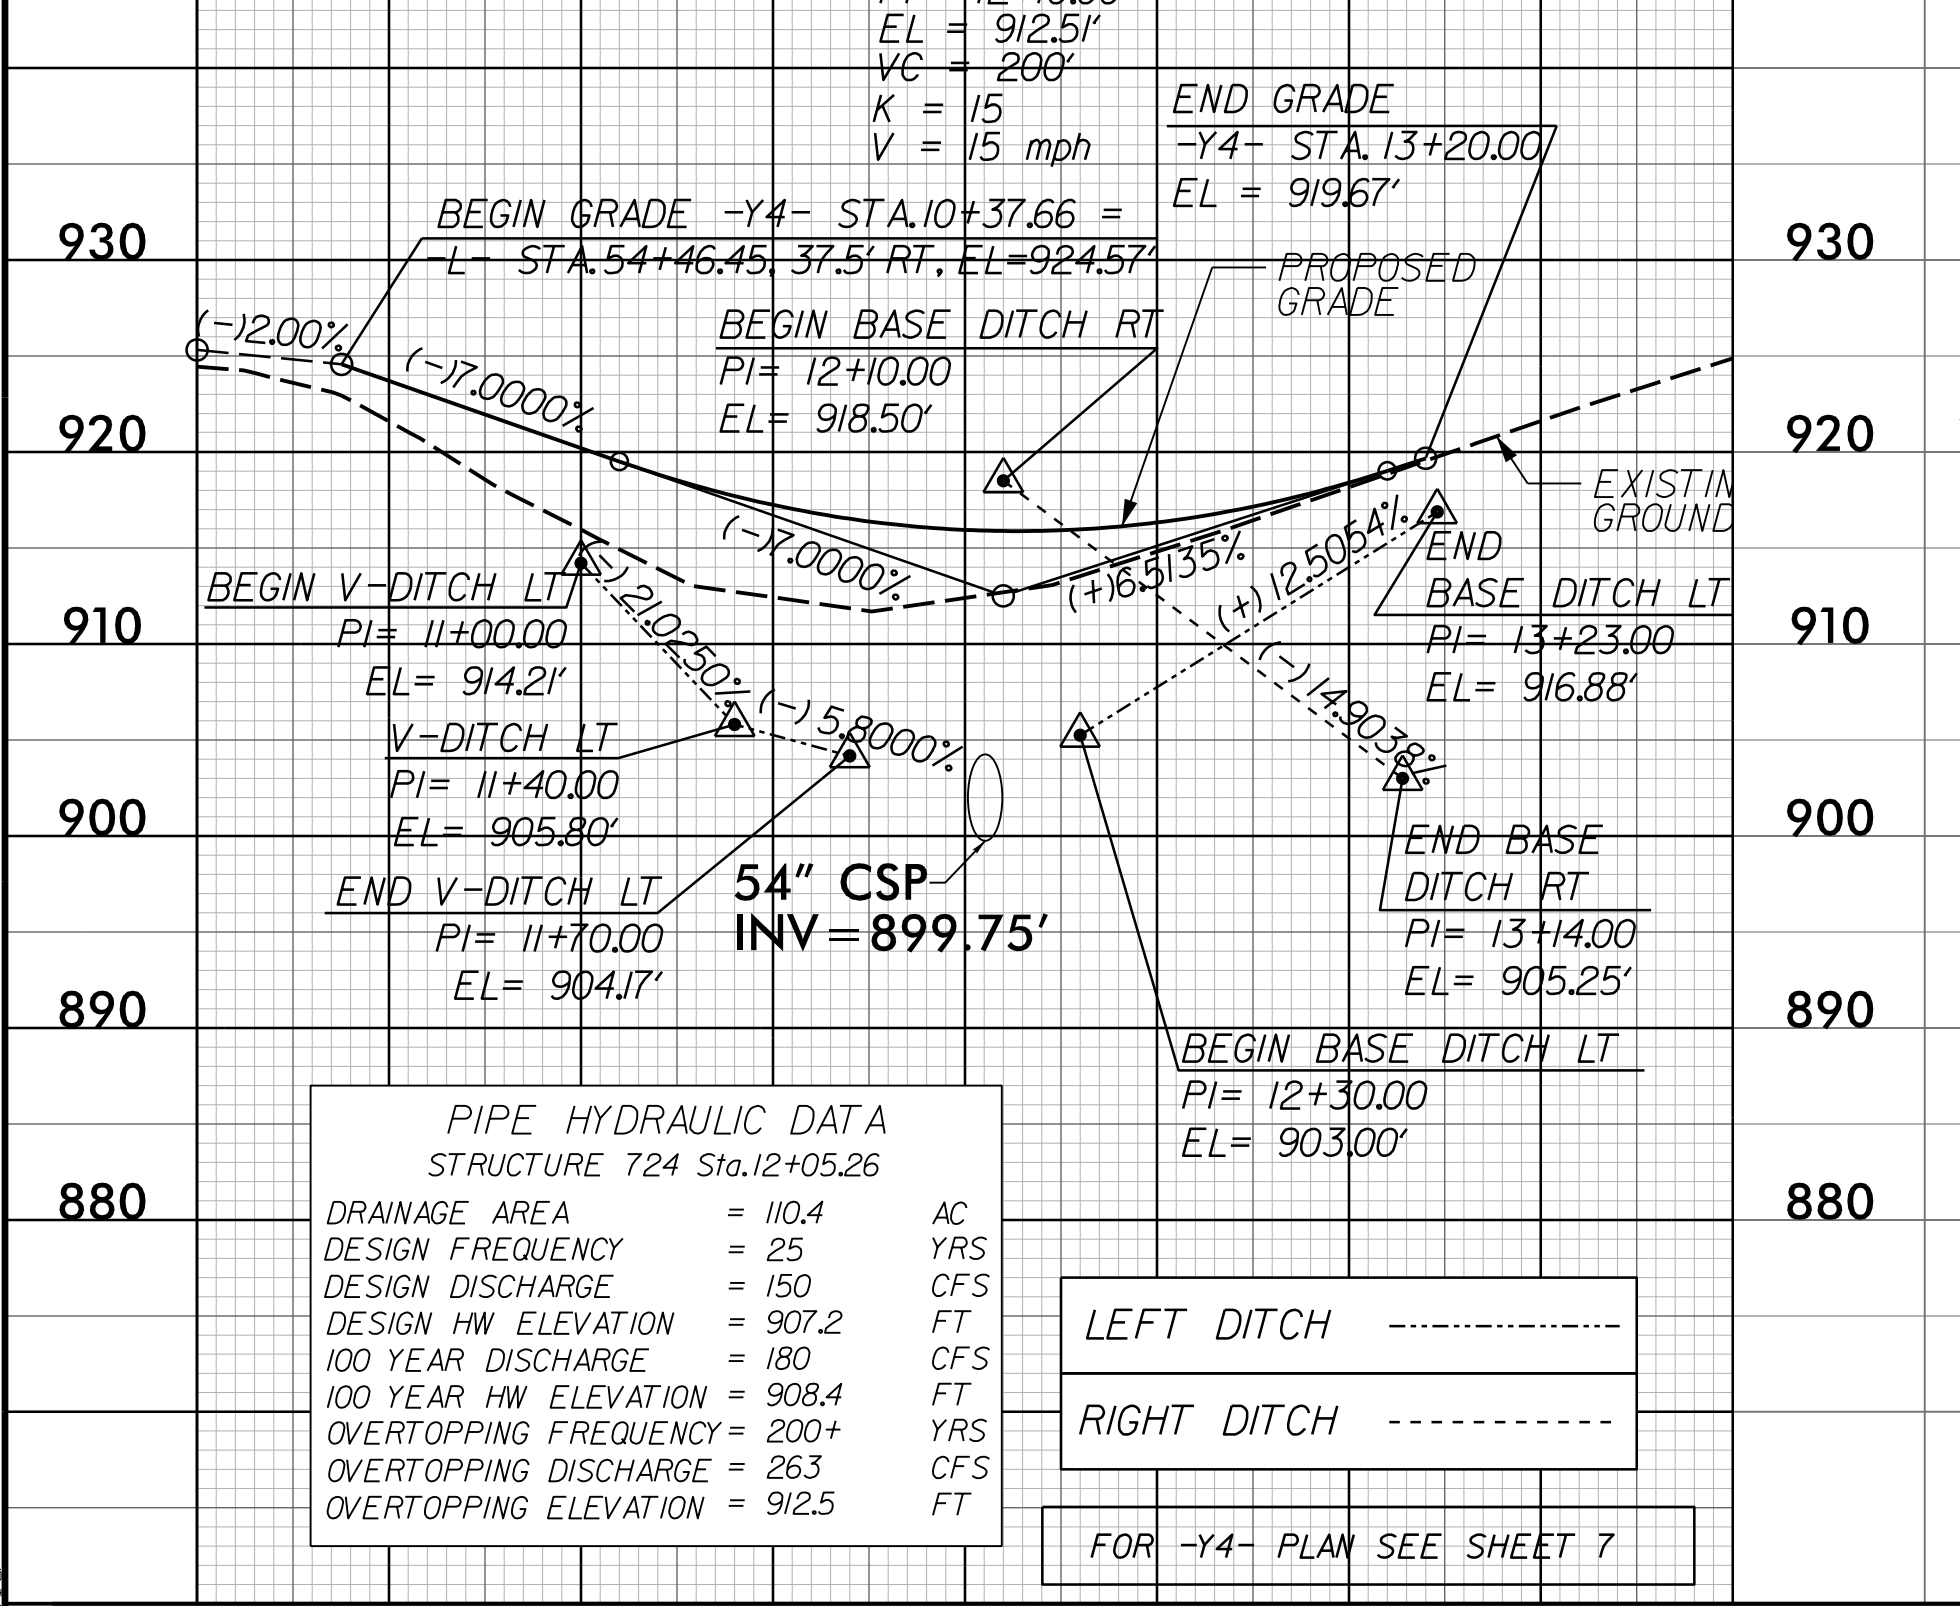 EL = 912.51'
VC = 200'
K = 15
V = 15 mph
END GRADE
-Y4- STA. 13+20.00
EL = 919.67'
BEGIN GRADE -Y4- STA.10+37.66 =
-L- STA.54+46.45, 37.5' RT, EL=924.57'
930
930
PROPOSED
GRADE
(-)2.00%
(-)7.0000%
BEGIN BASE DITCH RT
PI= 12+10.00
EL= 918.50'
920
920
EXISTIN
GROUND
(-)7.0000%
(+)6.5135%
(+)12.5054%
END
BASE DITCH LT
PI= 13+23.00
EL= 916.88'
BEGIN V-DITCH LT
PI= 11+00.00
EL= 914.21'
(-)21.0250%
910
910
(-)14.9038%
V-DITCH LT
PI= 11+40.00
EL= 905.80'
(-)5.8000%
900
900
54" CSP
INV=899.75'
END V-DITCH LT
PI= 11+70.00
EL= 904.17'
END BASE
DITCH RT
PI= 13+14.00
EL= 905.25'
890
890
BEGIN BASE DITCH LT
PI= 12+30.00
EL= 903.00'
880
880
PIPE HYDRAULIC DATA
STRUCTURE 724 Sta.12+05.26
DRAINAGE AREA = 110.4 AC
DESIGN FREQUENCY = 25 YRS
DESIGN DISCHARGE = 150 CFS
DESIGN HW ELEVATION = 907.2 FT
100 YEAR DISCHARGE = 180 CFS
100 YEAR HW ELEVATION = 908.4 FT
OVERTOPPING FREQUENCY = 200+ YRS
OVERTOPPING DISCHARGE = 263 CFS
OVERTOPPING ELEVATION = 912.5 FT
LEFT DITCH
RIGHT DITCH
FOR -Y4- PLAN SEE SHEET 7